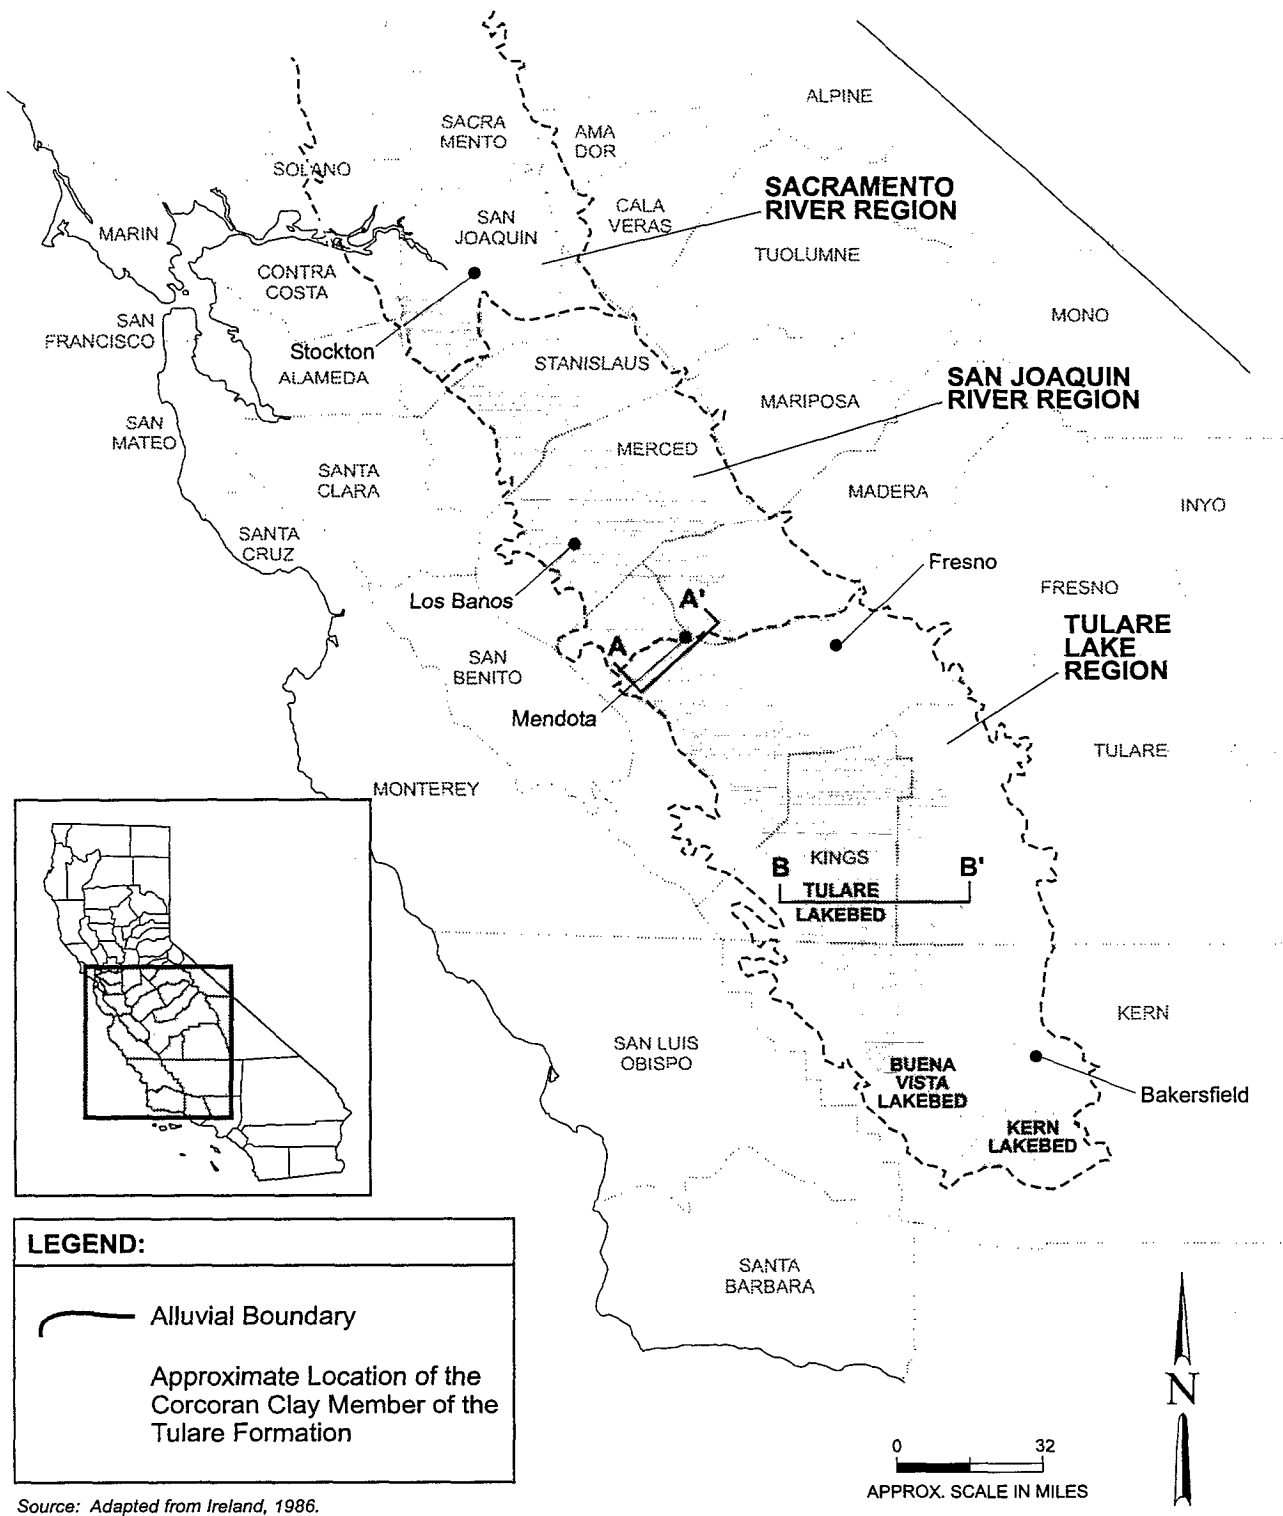 ALPINE
SACRA
MENTO
AMA
DOR
SOLANO
SACRAMENTO
RIVER REGION
CALA
VERAS
SAN
JOAQUIN
MARIN
TUOLUMNE
CONTRA
COSTA
SAN
FRANCISCO
MONO
Stockton
STANISLAUS
ALAMEDA
SAN JOAQUIN
RIVER REGION
MARIPOSA
SAN
MATEO
MERCED
SANTA
CLARA
MADERA
INYO
SANTA
CRUZ
Fresno
FRESNO
Los Banos
A'
TULARE
LAKE
REGION
A
SAN
BENITO
Mendota
TULARE
MONTEREY
KINGS
B
B'
TULARE
LAKEBED
KERN
SAN LUIS
OBISPO
BUENA
VISTA
LAKEBED
Bakersfield
KERN
LAKEBED
LEGEND:
Alluvial Boundary
Approximate Location of the
Corcoran Clay Member of the
Tulare Formation
SANTA
BARBARA
N
0 32
APPROX. SCALE IN MILES
Source: Adapted from Ireland, 1986.